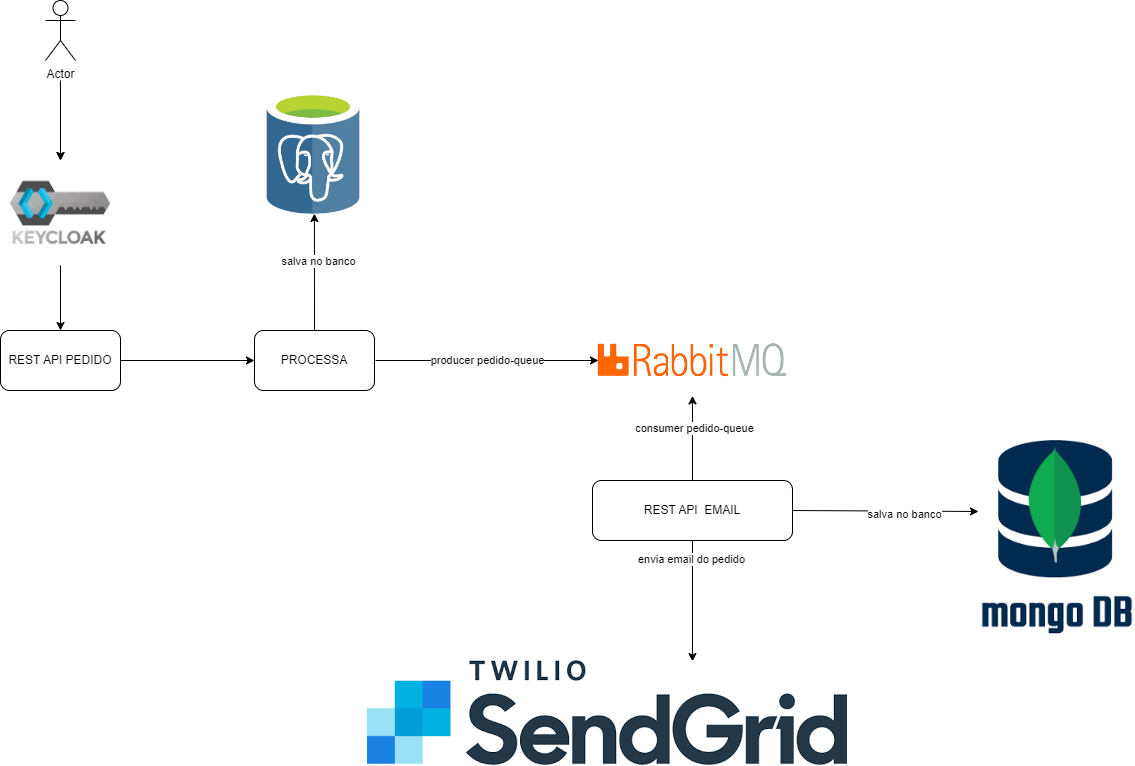 Actor
KEYCLOAK
salva no banco
REST API PEDIDO
PROCESSA
producer pedido-queue
RabbitMQ
consumer pedido-queue
REST API EMAIL
salva no banco
envia email do pedido
mongo DB
TWILIO
SendGrid